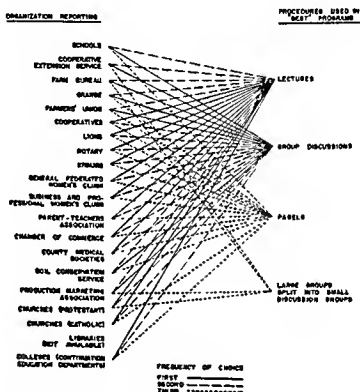 ORGANIZATION REPORTING
PROCEDURES USED IN
"BEST" PROGRAMS
SCHOOLS
COOPERATIVE
EXTENSION SERVICE
FARM BUREAU
GRANGE
FARMERS' UNION
COOPERATIVES
LIONS
ROTARY
KIWANIS
GENERAL FEDERATED
WOMEN'S CLUBS
BUSINESS AND PRO-
FESSIONAL WOMEN'S CLUBS
PARENT-TEACHERS
ASSOCIATION
CHAMBER OF COMMERCE
COUNTY MEDICAL
SOCIETIES
SOIL CONSERVATION
SERVICE
PRODUCTION MARKETING
ASSOCIATION
CHURCHES (PROTESTANT)
CHURCHES (CATHOLIC)
LIBRARIES
(NOT AVAILABLE)
COLLEGES (CONTINUATION
EDUCATION DEPARTMENTS)
LECTURES
GROUP DISCUSSIONS
PANELS
LARGE GROUPS
SPLIT INTO SMALL
DISCUSSION GROUPS
FREQUENCY OF CHOICE
FIRST
SECOND
THIRD